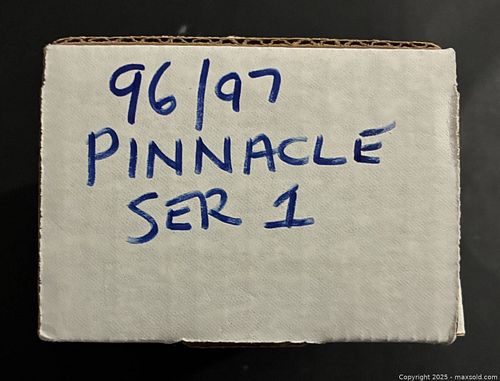 96/97
PINNACLE
SER 1
Copyright © 2025 - maxsold.com